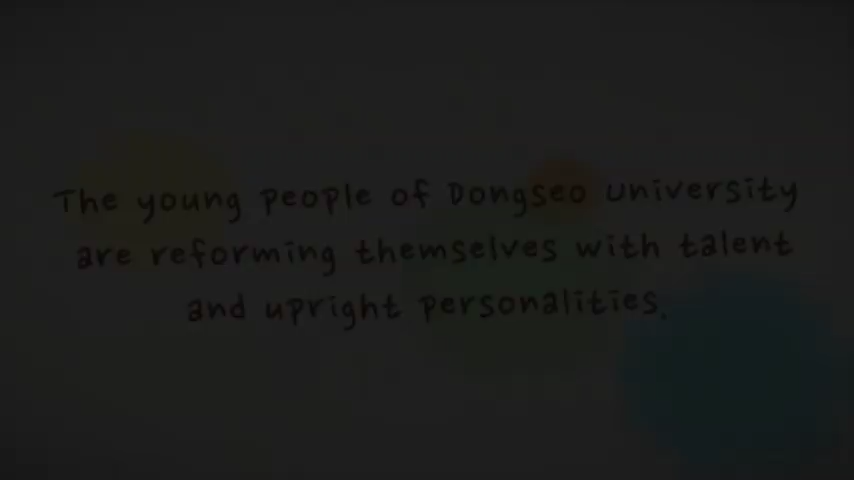 The young people of Dongseo university
are reforming themselves with talent
and upright personalities.